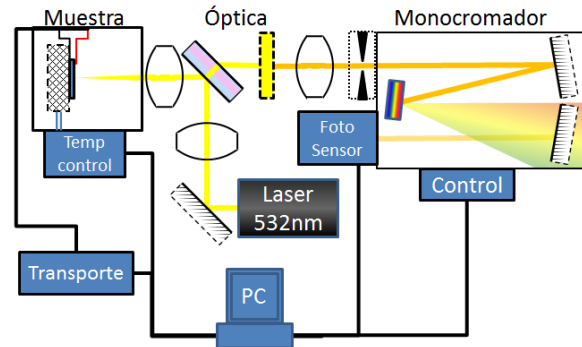 Muestra
Óptica
Monocromador
Temp
control
Foto
Sensor
Laser
532nm
Control
Transporte
PC